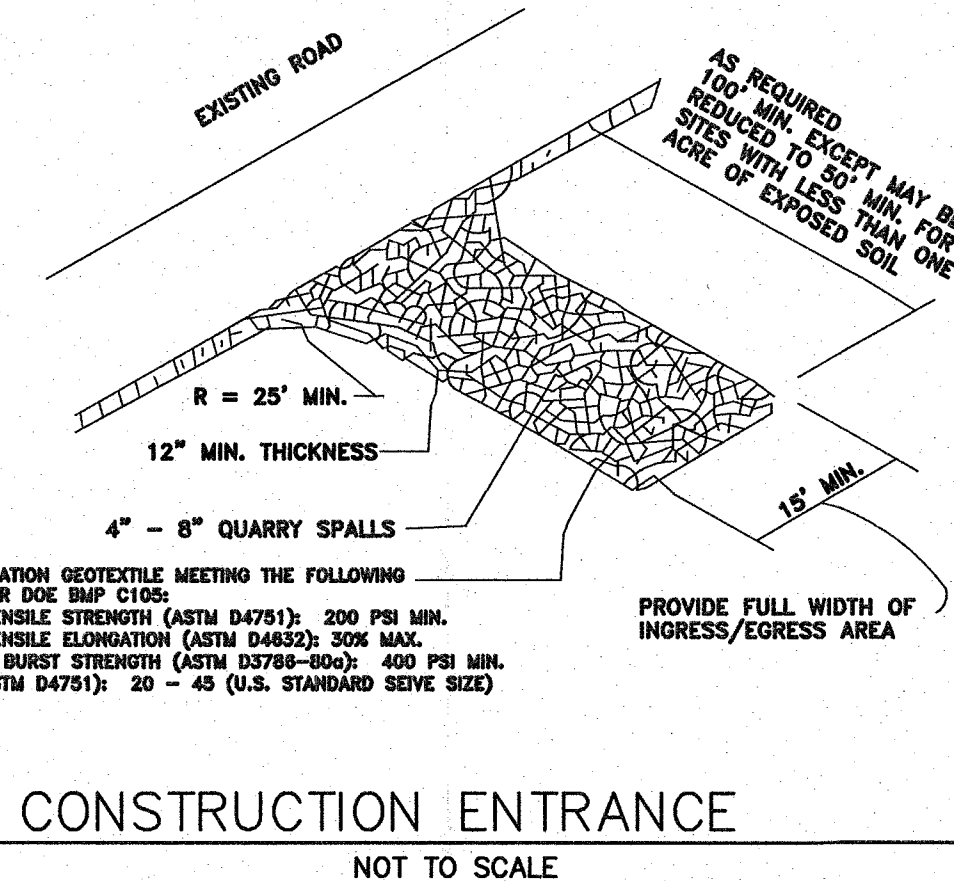 EXISTING ROAD
AS REQUIRED
100' MIN. EXCEPT MAY BE
REDUCED TO 50' MIN. FOR
SITES WITH LESS THAN ONE
ACRE OF EXPOSED SOIL
R = 25' MIN.
12" MIN. THICKNESS
4" - 8" QUARRY SPALLS
15' MIN.
ATION GEOTEXTILE MEETING THE FOLLOWING
R DOE BMP C105:
ENSILE STRENGTH (ASTM D4751): 200 PSI MIN.
ENSILE ELONGATION (ASTM D4632): 30% MAX.
BURST STRENGTH (ASTM D3786-80a): 400 PSI MIN.
STM D4751): 20 - 45 (U.S. STANDARD SEIVE SIZE)
PROVIDE FULL WIDTH OF
INGRESS/EGRESS AREA
CONSTRUCTION ENTRANCE
NOT TO SCALE